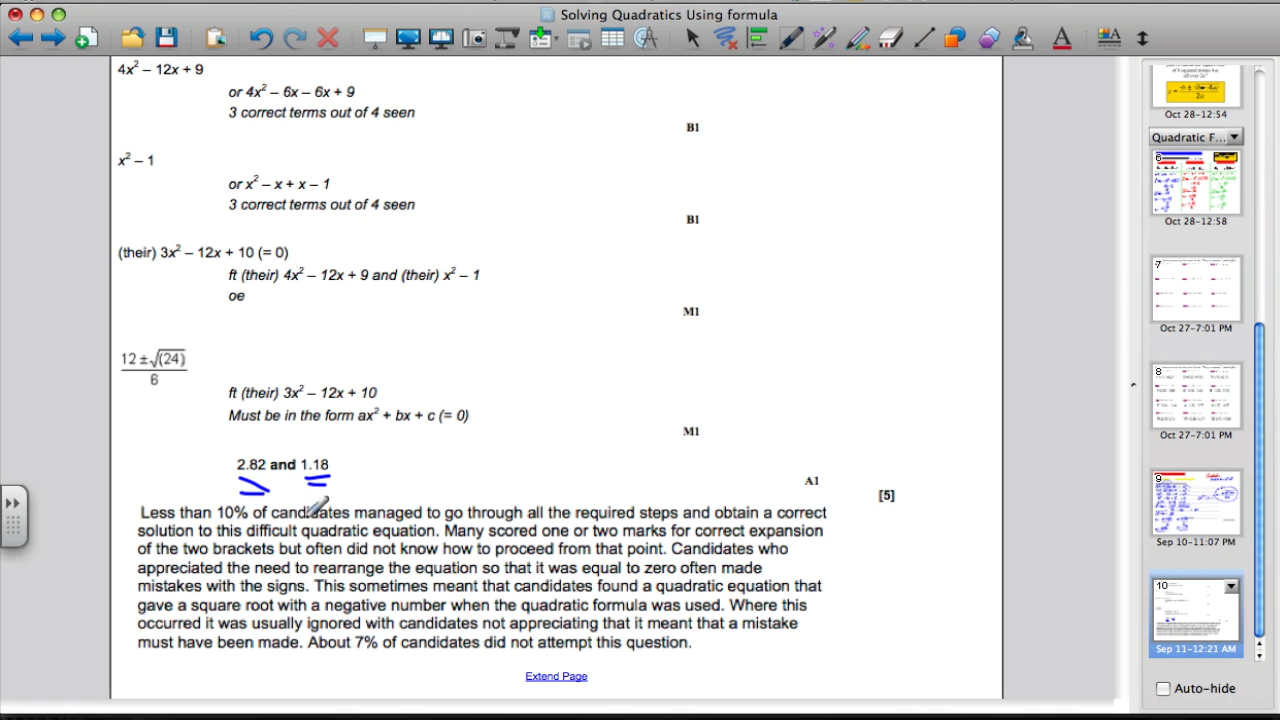 Solving Quadratics Using formula
4x² – 12x + 9
or 4x² – 6x – 6x + 9
3 correct terms out of 4 seen
B1
x² – 1
or x² – x + x – 1
3 correct terms out of 4 seen
B1
(their) 3x² – 12x + 10 (= 0)
ft (their) 4x² – 12x + 9 and (their) x² – 1
oe
M1
12 ± √(24)
6
ft (their) 3x² – 12x + 10
Must be in the form ax² + bx + c (= 0)
M1
2.82 and 1.18
A1
[5]
Less than 10% of candidates managed to go through all the required steps and obtain a correct
solution to this difficult quadratic equation. Many scored one or two marks for correct expansion
of the two brackets but often did not know how to proceed from that point. Candidates who
appreciated the need to rearrange the equation so that it was equal to zero often made
mistakes with the signs. This sometimes meant that candidates found a quadratic equation that
gave a square root with a negative number when the quadratic formula was used. Where this
occurred it was usually ignored with candidates not appreciating that it meant that a mistake
must have been made. About 7% of candidates did not attempt this question.
Extend Page
Oct 28-12:54
Quadratic F...
6
Oct 28-12:58
7
Oct 27-7:01 PM
8
Oct 27-7:01 PM
9
Sep 10-11:07 PM
10
Sep 11-12:21 AM
Auto-hide